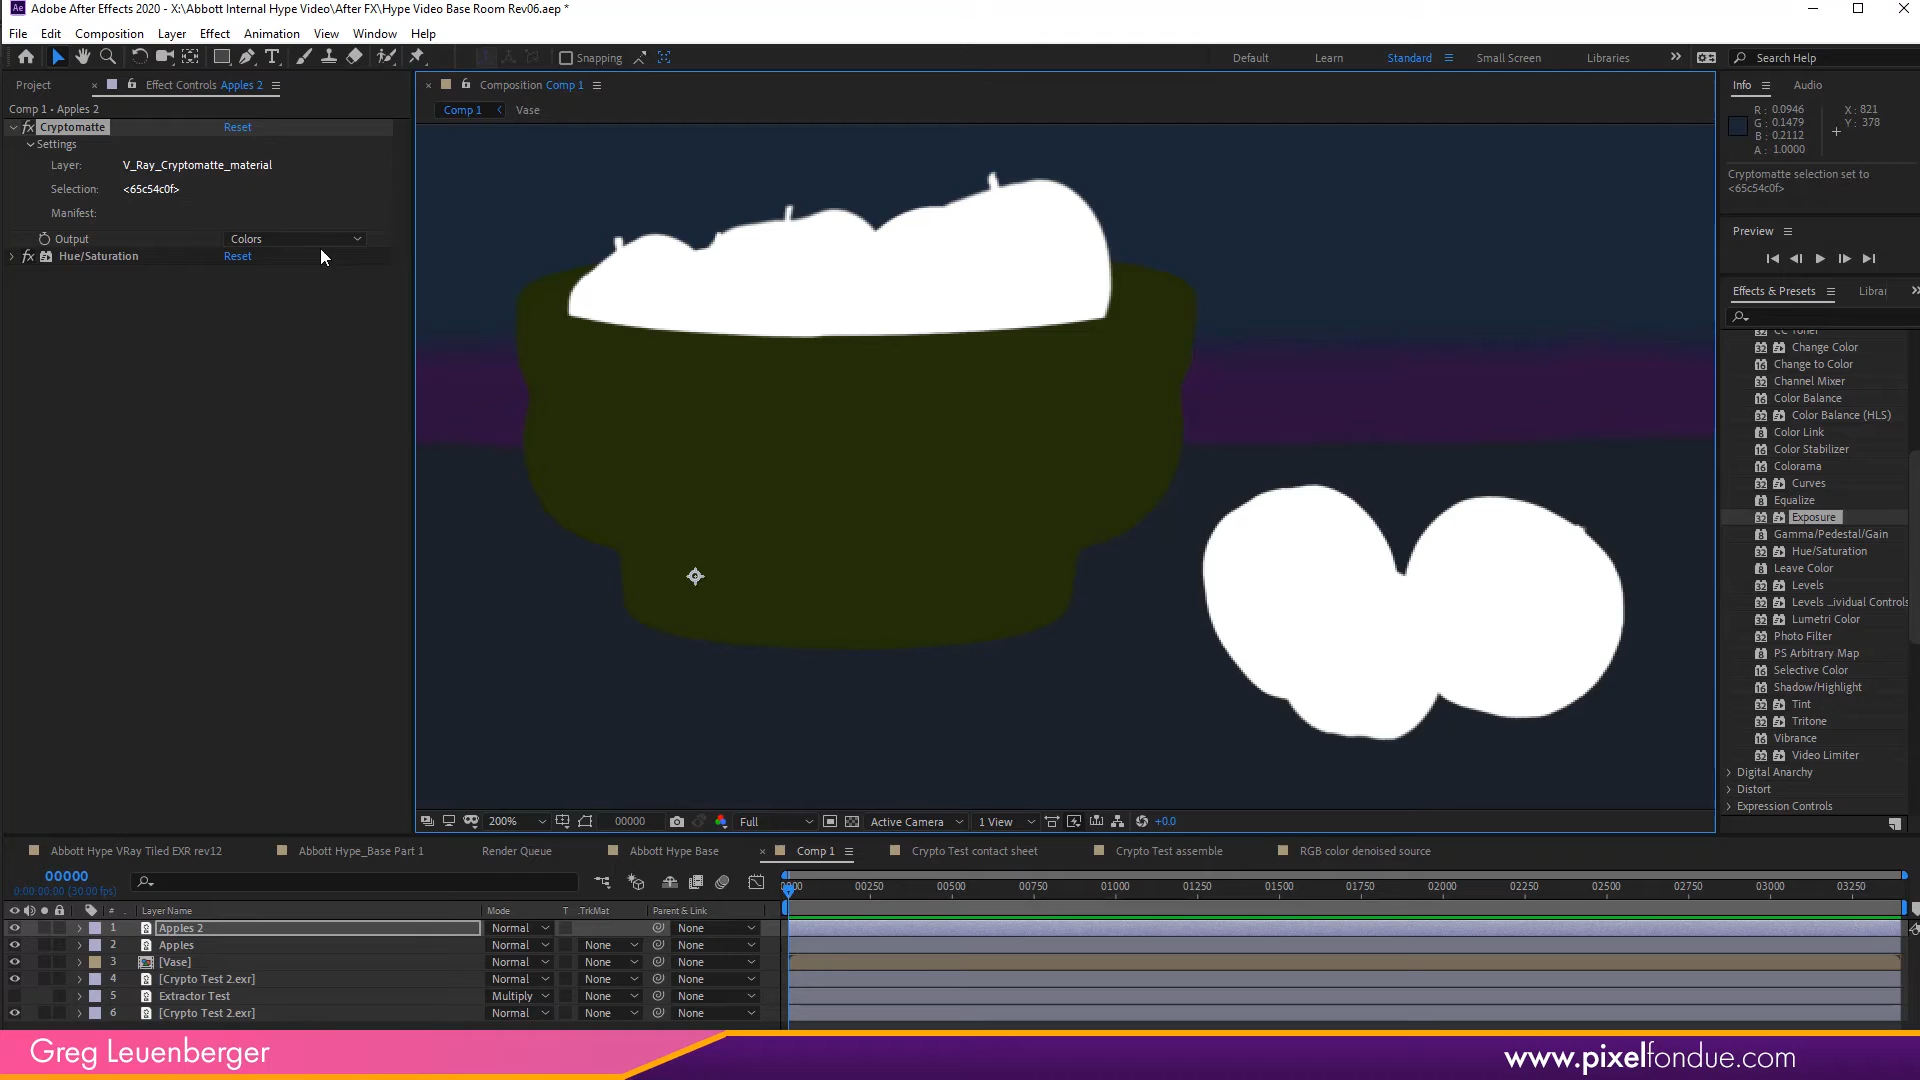 Adobe After Effects 2020 - X:\Abbott Internal Hype Video\After FX\Hype Video Base Room Rev06.aep *
File Edit Composition Layer Effect Animation View Window Help
Snapping Default Learn Standard Small Screen Libraries Search Help
Project Effect Controls Apples 2
Composition Comp 1
Info Audio
Comp 1 • Apples 2
Comp 1 Vase
R: 0.0946 X: 821
G: 0.1479 Y: 378
B: 0.2112
A: 1.0000
fx Cryptomatte Reset
Settings
Layer: V_Ray_Cryptomatte_material
Selection: <65c54c0f>
Manifest:
Output Colors
fx Hue/Saturation Reset
Cryptomatte selection set to
<65c54c0f>
Preview
Effects & Presets Librar
CC Toner
Change Color
Change to Color
Channel Mixer
Color Balance
Color Balance (HLS)
Color Link
Color Stabilizer
Colorama
Curves
Equalize
Exposure
Gamma/Pedestal/Gain
Hue/Saturation
Leave Color
Levels
Levels ...ividual Controls
Lumetri Color
Photo Filter
PS Arbitrary Map
Selective Color
Shadow/Highlight
Tint
Tritone
Vibrance
Video Limiter
Digital Anarchy
Distort
Expression Controls
200% 00000 Full Active Camera 1 View +0.0
Abbott Hype VRay Tiled EXR rev12 Abbott Hype_Base Part 1 Render Queue Abbott Hype Base Comp 1 Crypto Test contact sheet Crypto Test assemble RGB color denoised source
00000
0:00:00:00 (30.00 fps)
00250 00500 00750 01000 01250 01500 01750 02000 02250 02500 02750 03000 03250
# Layer Name Mode T .TrkMat Parent & Link
1 Apples 2 Normal None
2 Apples Normal None None
3 [Vase] Normal None None
4 [Crypto Test 2.exr] Normal None None
5 Extractor Test Multiply None None
6 [Crypto Test 2.exr] Normal None None
Greg Leuenberger
www.pixelfondue.com